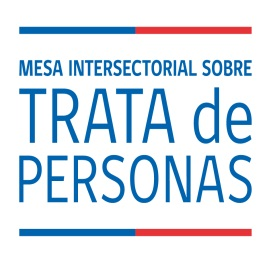 MESA INTERSECTORIAL SOBRE
TRATA de
PERSONAS